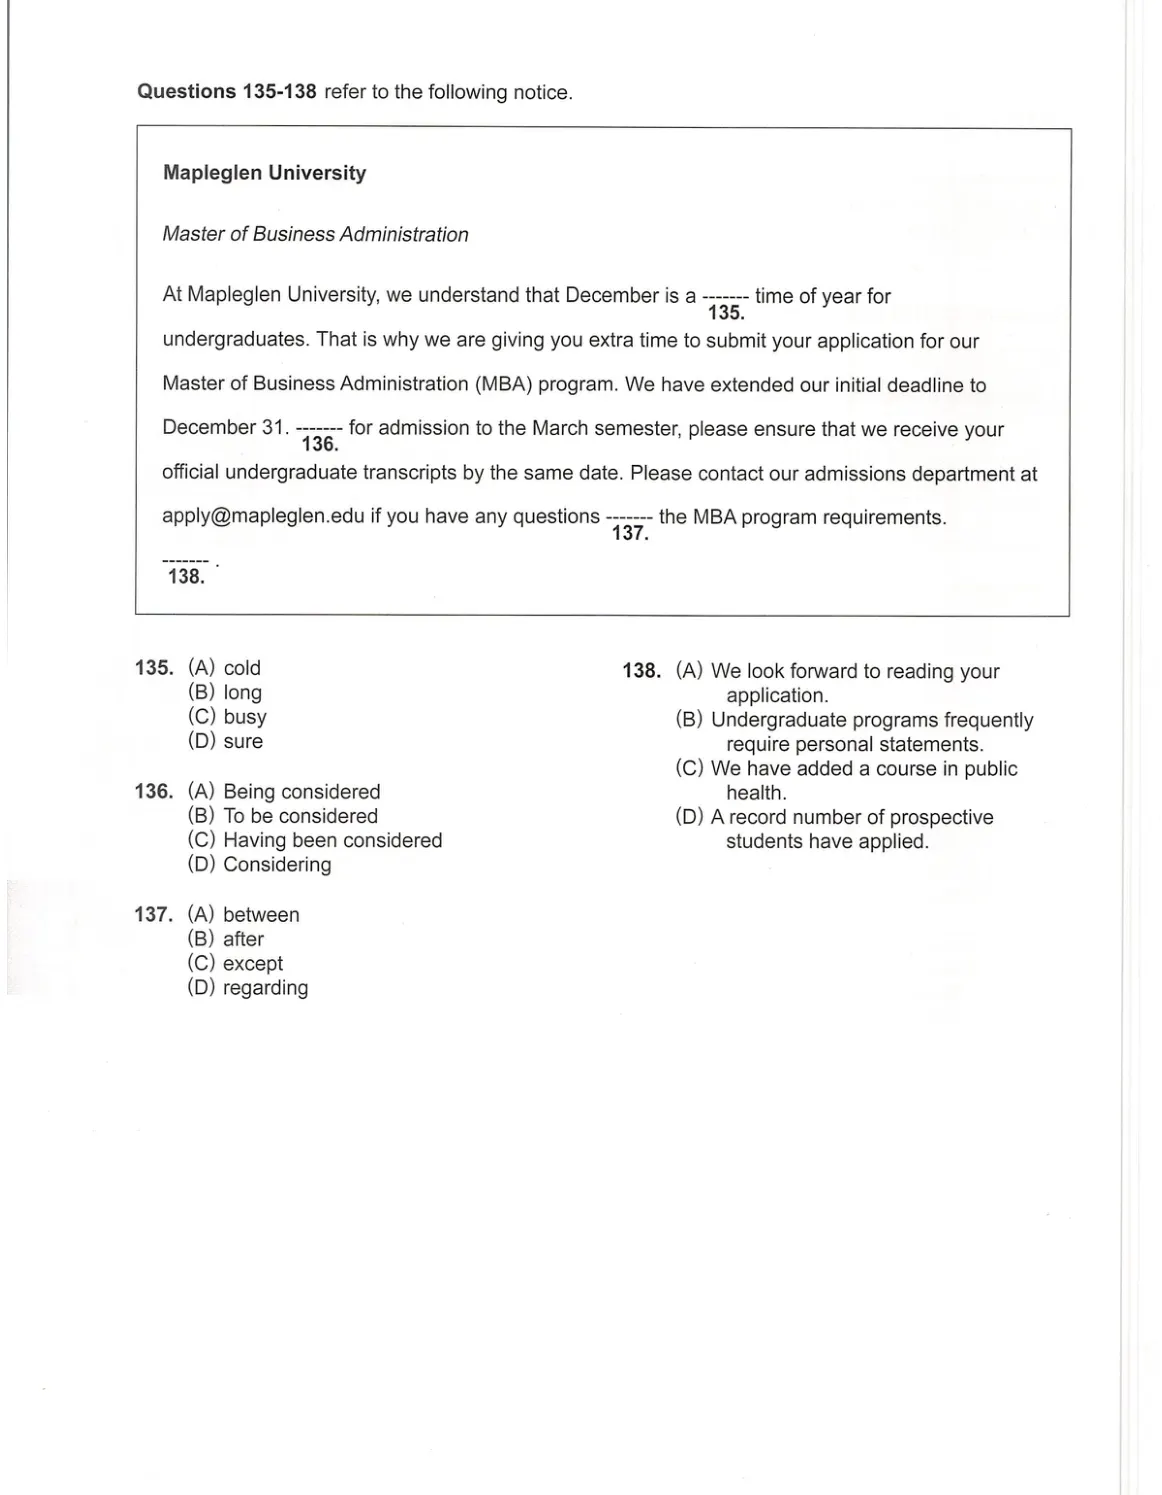 Questions 135-138 refer to the following notice.
Mapleglen University
Master of Business Administration
At Mapleglen University, we understand that December is a ------- time of year for
135.
undergraduates. That is why we are giving you extra time to submit your application for our
Master of Business Administration (MBA) program. We have extended our initial deadline to
December 31. ------- for admission to the March semester, please ensure that we receive your
136.
official undergraduate transcripts by the same date. Please contact our admissions department at
apply@mapleglen.edu if you have any questions ------- the MBA program requirements.
137.
------- .
138.
135. (A) cold
(B) long
(C) busy
(D) sure
136. (A) Being considered
(B) To be considered
(C) Having been considered
(D) Considering
137. (A) between
(B) after
(C) except
(D) regarding
138. (A) We look forward to reading your
application.
(B) Undergraduate programs frequently
require personal statements.
(C) We have added a course in public
health.
(D) A record number of prospective
students have applied.